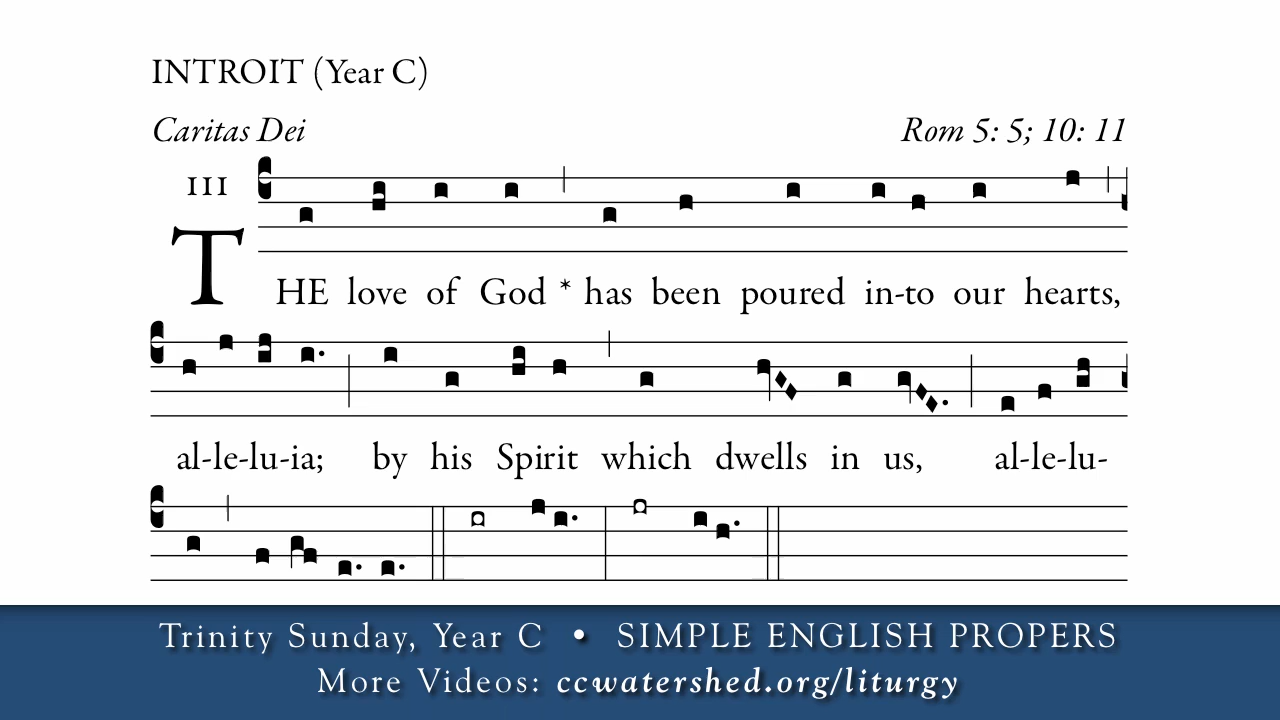 INTROIT (Year C)
Caritas Dei Rom 5: 5; 10: 11
III
THE love of God * has been poured in-to our hearts,
al-le-lu-ia; by his Spirit which dwells in us, al-le-lu-
Trinity Sunday, Year C • SIMPLE ENGLISH PROPERS
More Videos: ccwatershed.org/liturgy